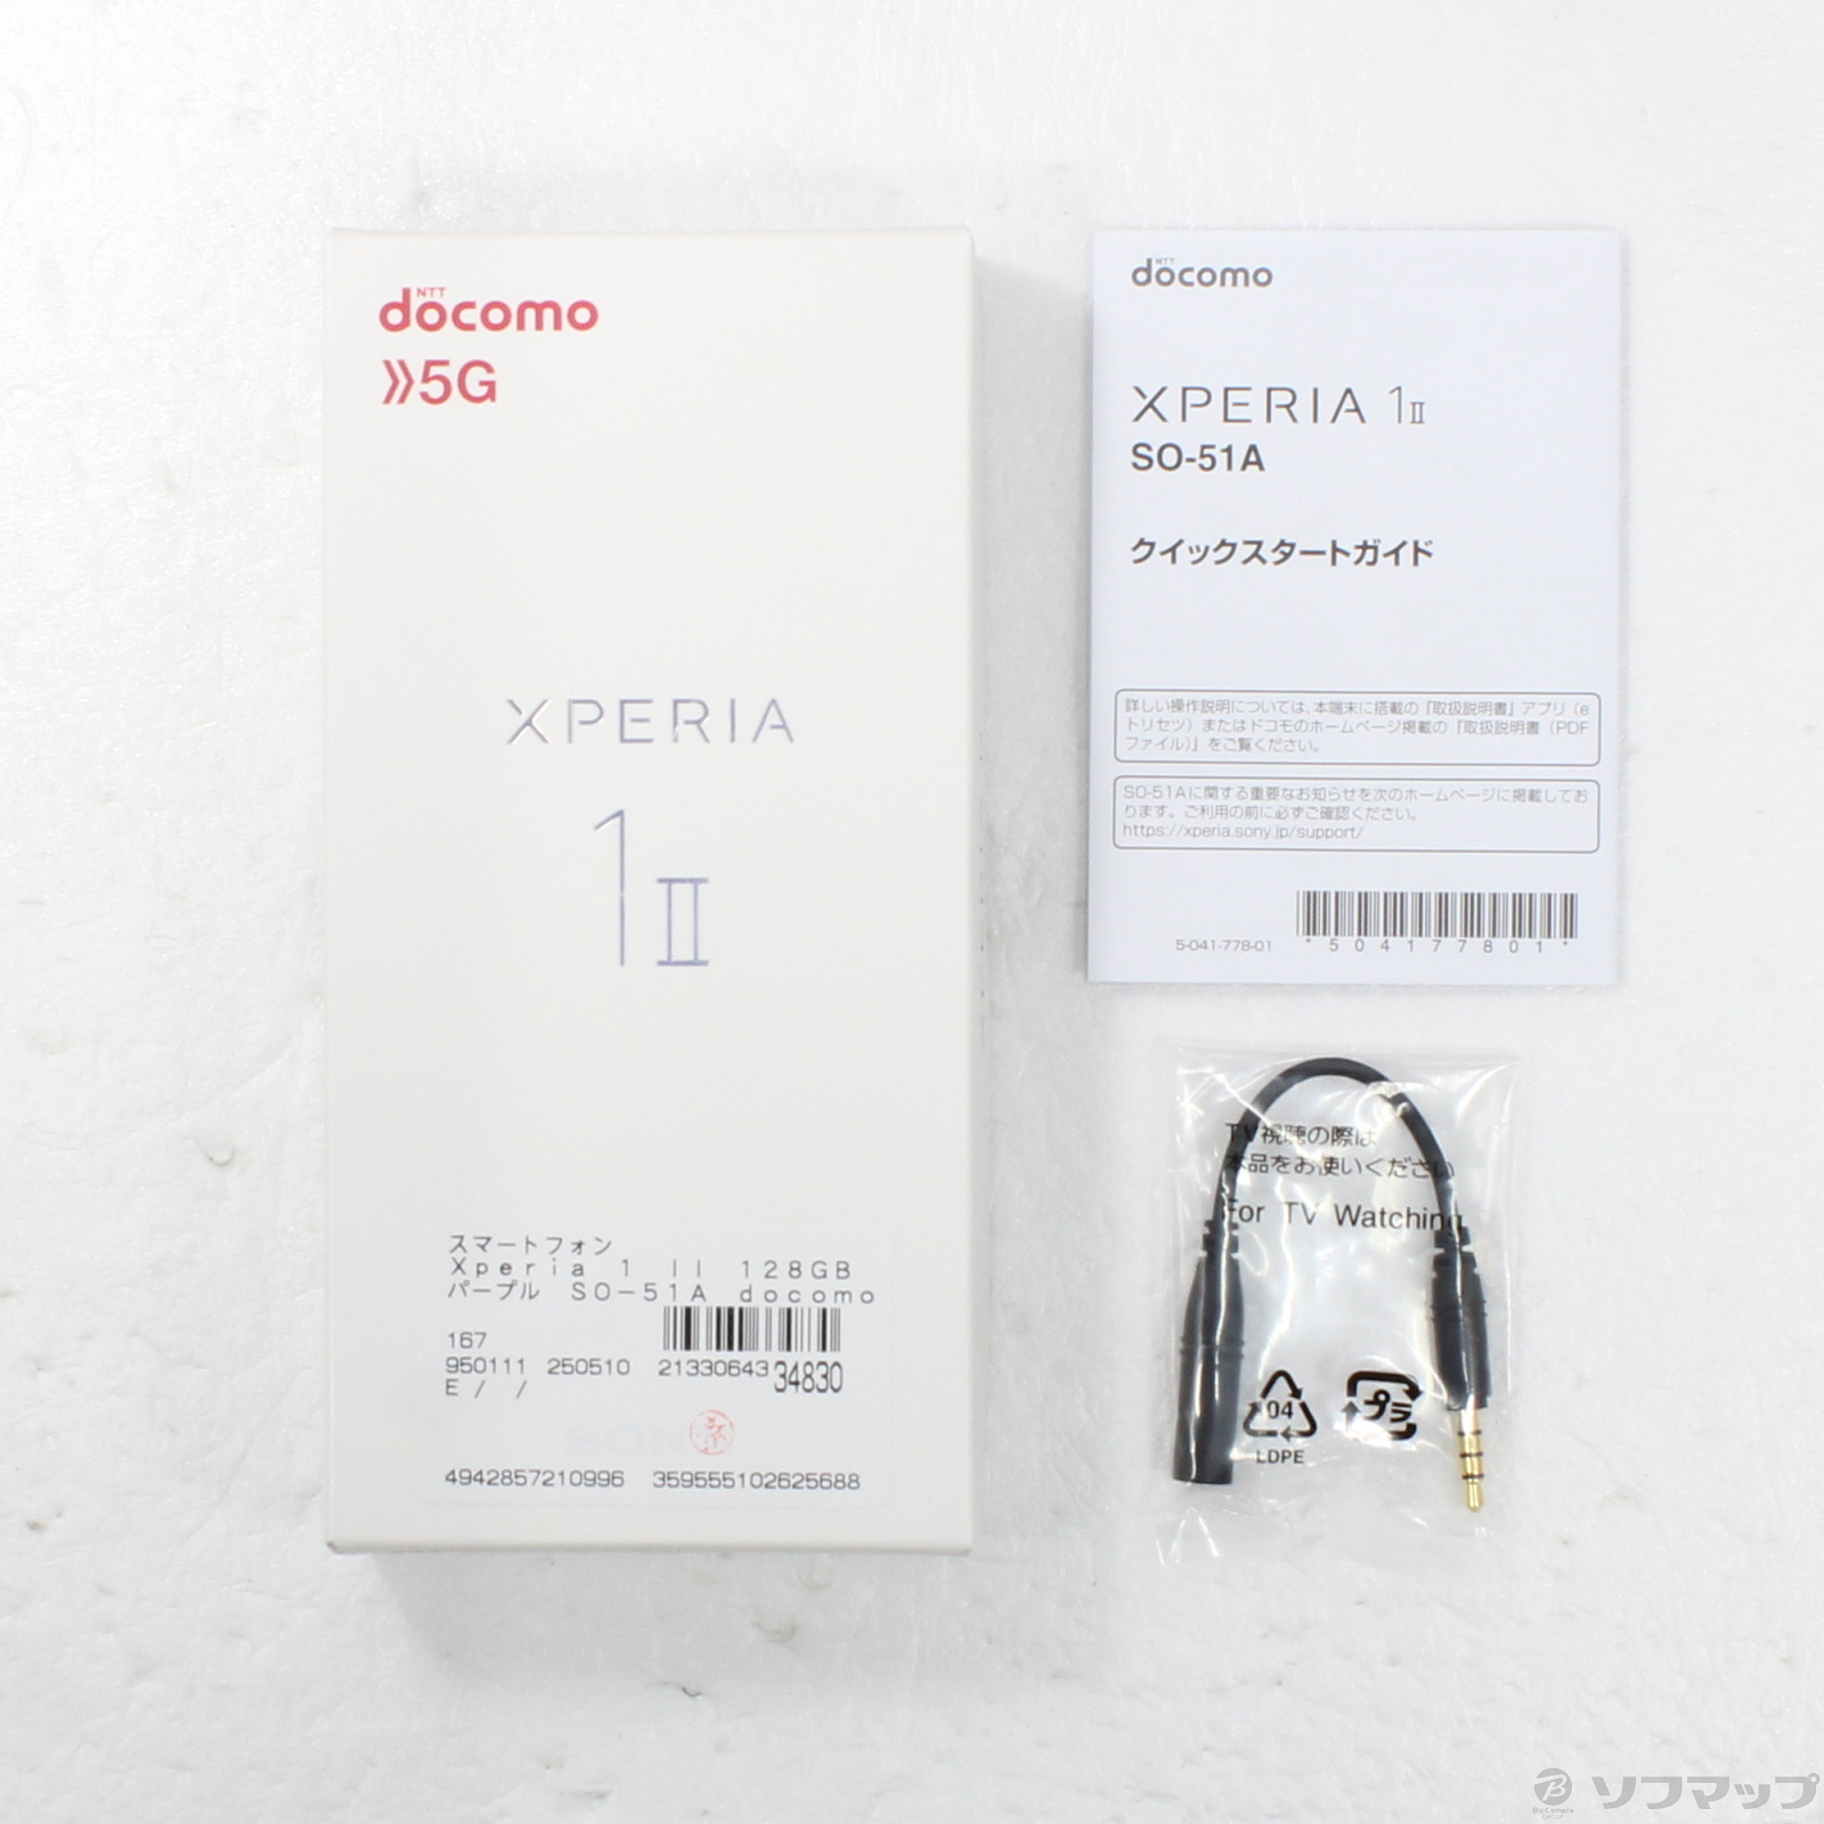 NTT
docomo
5G
XPERIA
1II
スマートフォン
Xperia 1 II 128GB
パープル SO-51A docomo
167
950111 250510 21330643 34830
E / /
4942857210996 359555102625688
NTT
docomo
XPERIA 1II
SO-51A
クイックスタートガイド
詳しい操作説明については、本端末に搭載の『取扱説明書』アプリ（e
トリセツ）またはドコモのホームページ掲載の『取扱説明書（PDF
ファイル）』をご覧ください。
SO-51Aに関する重要なお知らせを次のホームページに掲載してお
ります。ご利用の前に必ずご確認ください。
https://xperia.sony.jp/support/
5-041-778-01
*504177801*
TV視聴の際は
本品をお使いください
For TV Watching
04
LDPE
プラ
B
BicCamera
GROUP
ソフマップ